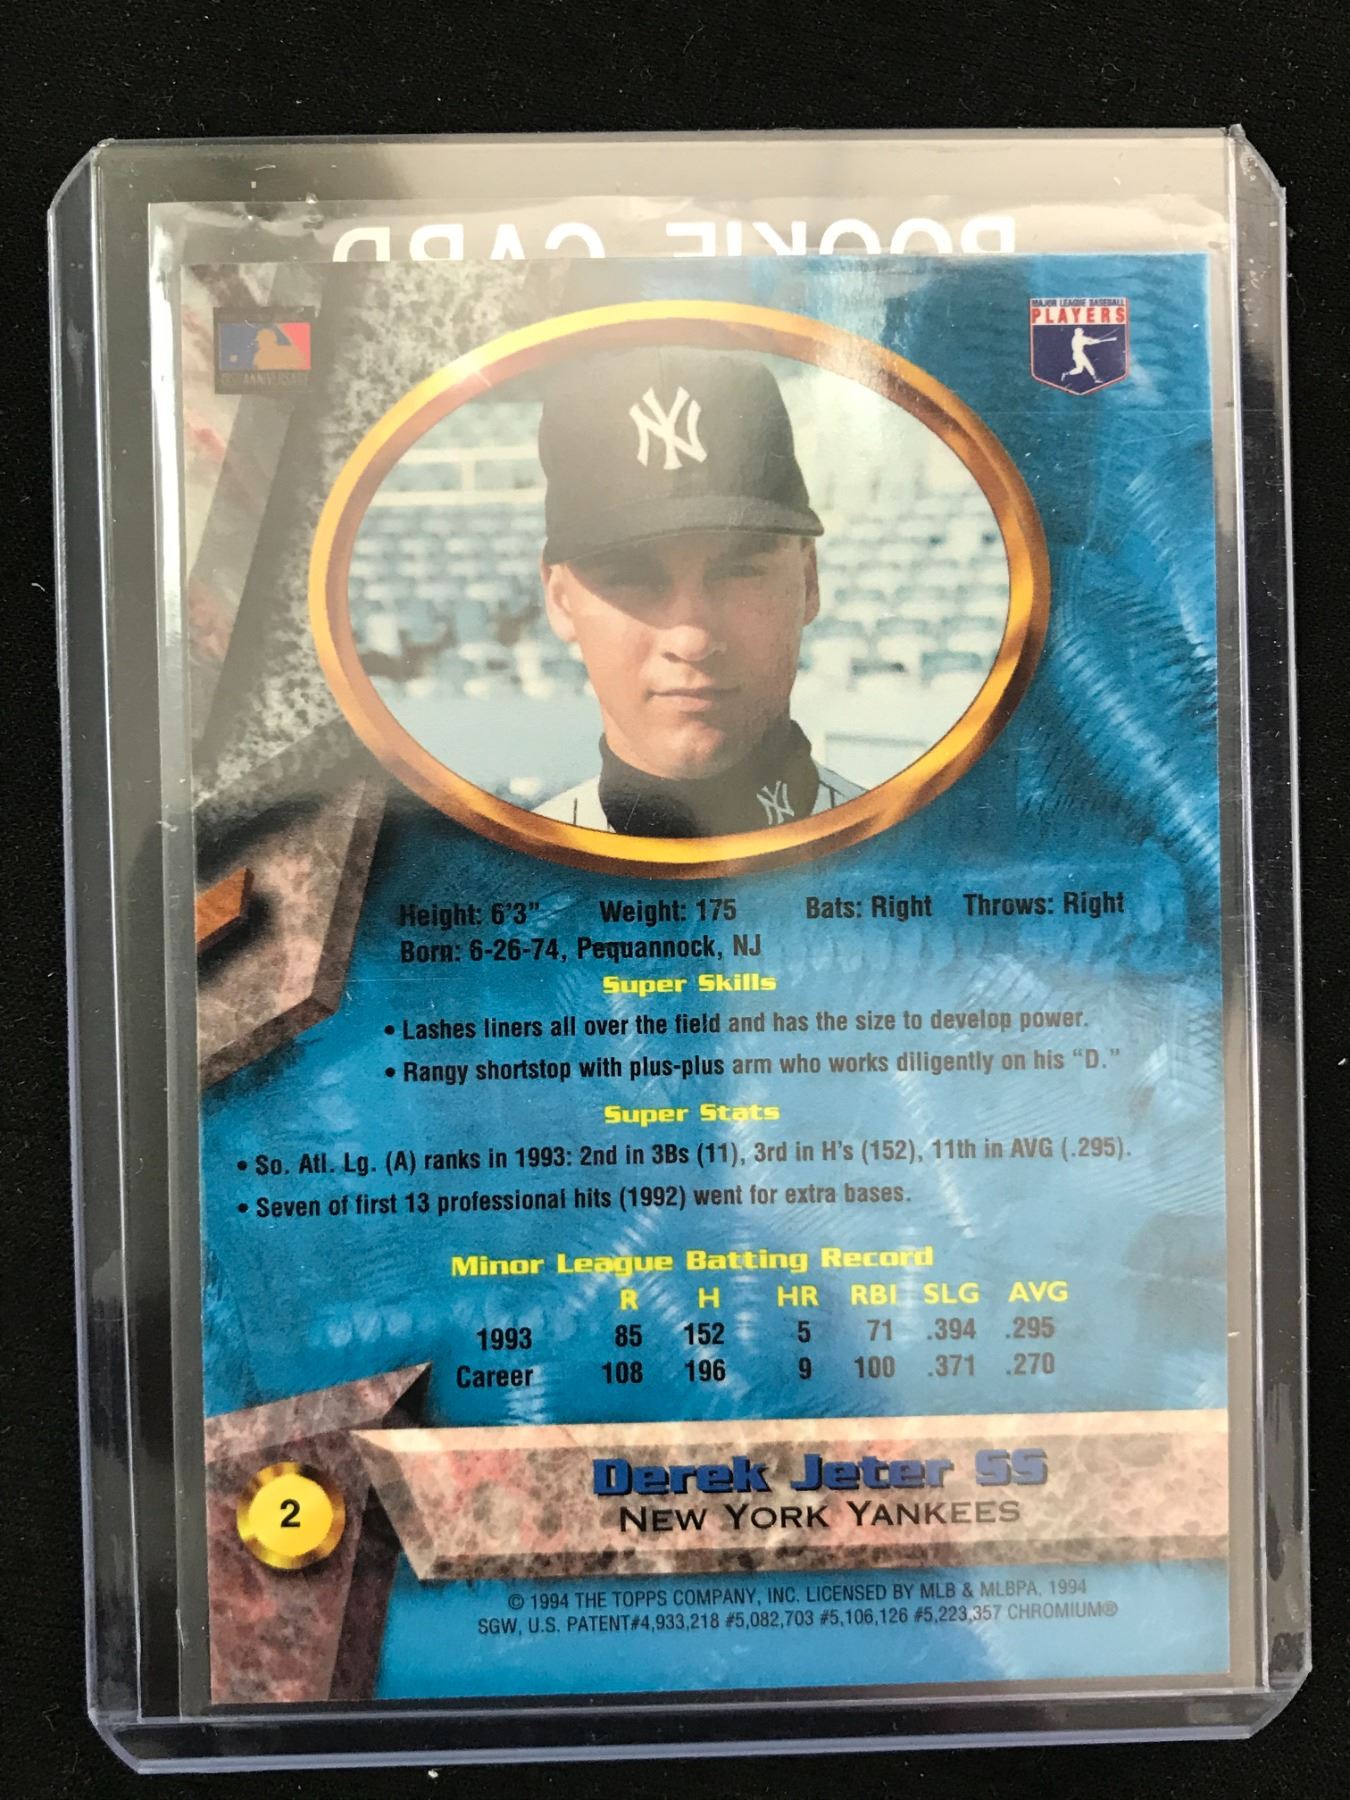 ROOKIE CARD
MAJOR LEAGUE BASEBALL
PLAYERS
ANNIVERSARY
NY
NY
Height: 6'3" Weight: 175 Bats: Right Throws: Right
Born: 6-26-74, Pequannock, NJ
Super Skills
• Lashes liners all over the field and has the size to develop power.
• Rangy shortstop with plus-plus arm who works diligently on his “D.”
Super Stats
• So. Atl. Lg. (A) ranks in 1993: 2nd in 3Bs (11), 3rd in H's (152), 11th in AVG (.295).
• Seven of first 13 professional hits (1992) went for extra bases.
Minor League Batting Record
R H HR RBI SLG AVG
1993 85 152 5 71 .394 .295
Career 108 196 9 100 .371 .270
Derek Jeter SS
2
NEW YORK YANKEES
© 1994 THE TOPPS COMPANY, INC. LICENSED BY MLB & MLBPA. 1994
SGW, U.S. PATENT#4,933,218 #5,082,703 #5,106,126 #5,223,357 CHROMIUM®